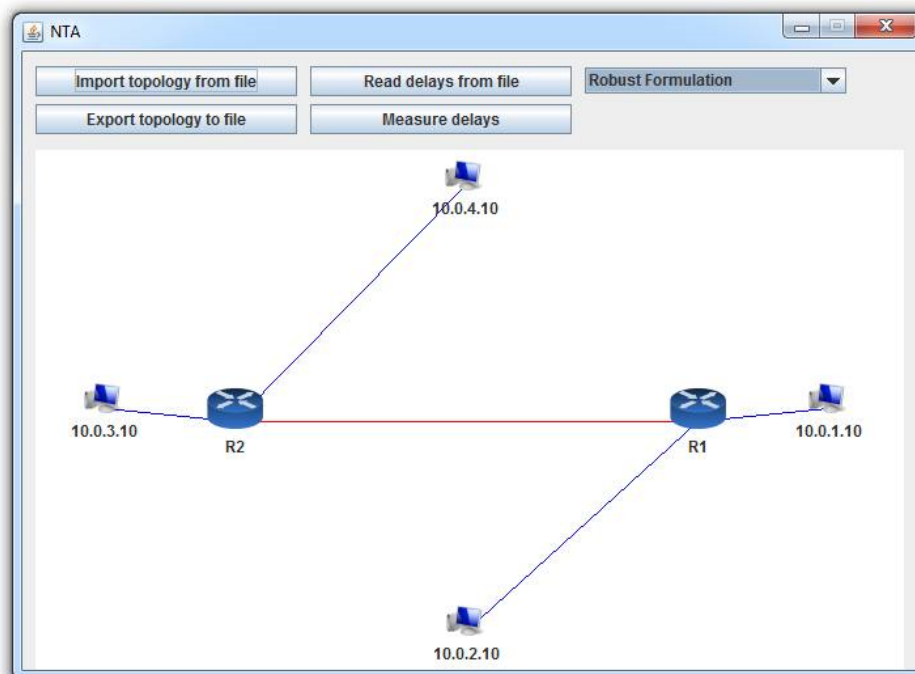 NTA
Import topology from file
Read delays from file
Robust Formulation
Export topology to file
Measure delays
10.0.4.10
10.0.3.10
R2
R1
10.0.1.10
10.0.2.10